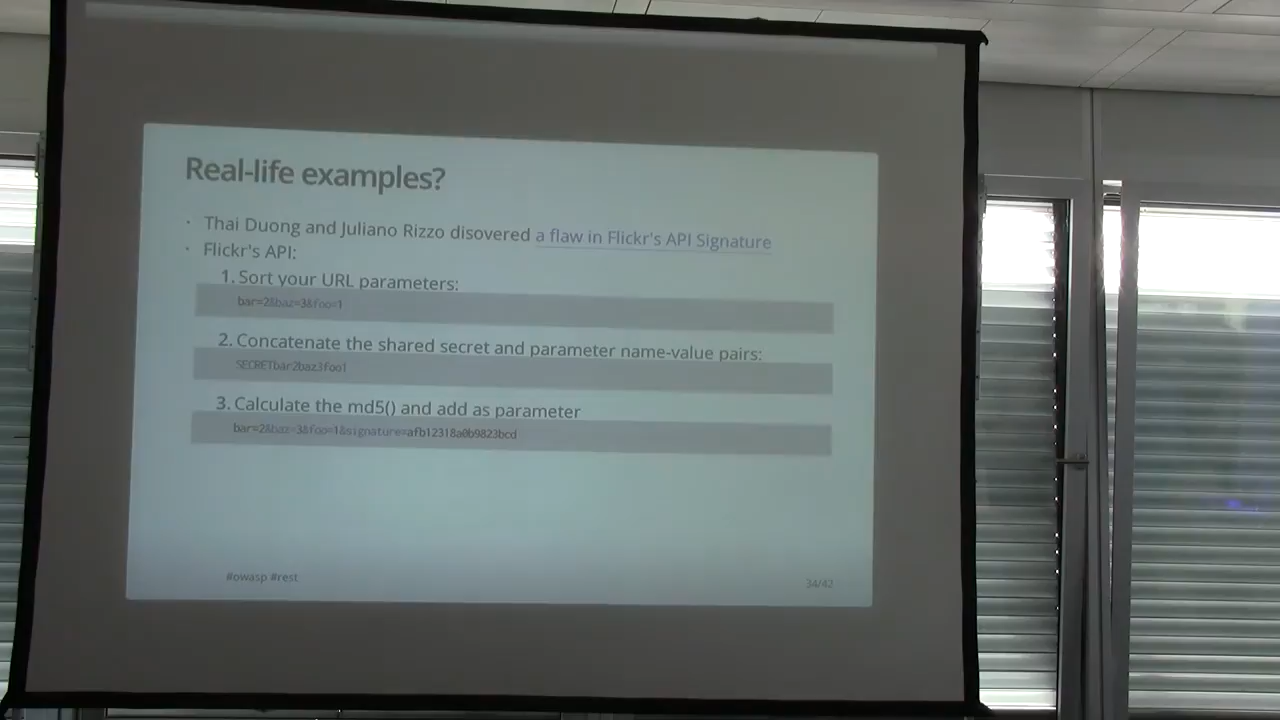 Real-life examples?
· Thai Duong and Juliano Rizzo disovered a flaw in Flickr's API Signature
· Flickr's API:
1. Sort your URL parameters:
bar=2&baz=3&foo=1
2. Concatenate the shared secret and parameter name-value pairs:
SECRETbar2baz3foo1
3. Calculate the md5() and add as parameter
bar=2&baz=3&foo=1&signature=afb12318a0b9823bcd
#owasp #rest
34/42